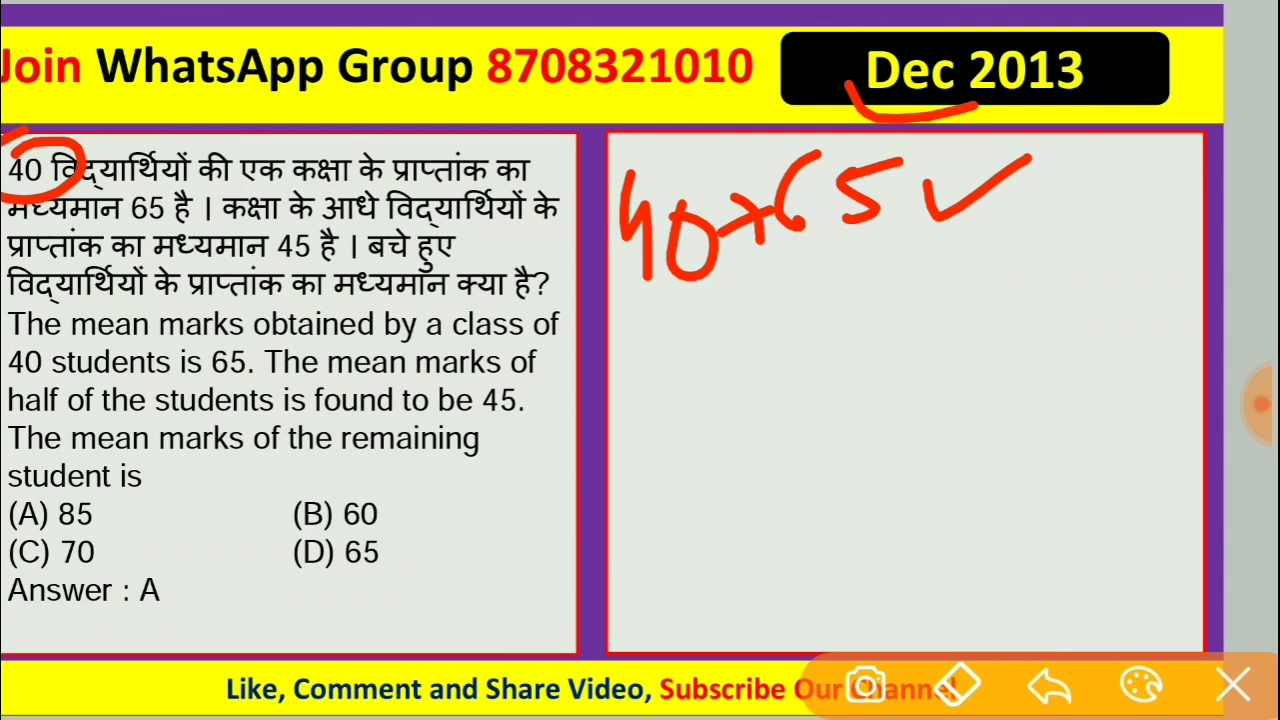 Join WhatsApp Group 8708321010
Dec 2013
40 विद्यार्थियों की एक कक्षा के प्राप्तांक का
मध्यमान 65 है । कक्षा के आधे विद्यार्थियों के
प्राप्तांक का मध्यमान 45 है । बचे हुए
विद्यार्थियों के प्राप्तांक का मध्यमान क्या है?
The mean marks obtained by a class of
40 students is 65. The mean marks of
half of the students is found to be 45.
The mean marks of the remaining
student is
(A) 85 (B) 60
(C) 70 (D) 65
Answer : A
40×65
Like, Comment and Share Video, Subscribe Our Channel